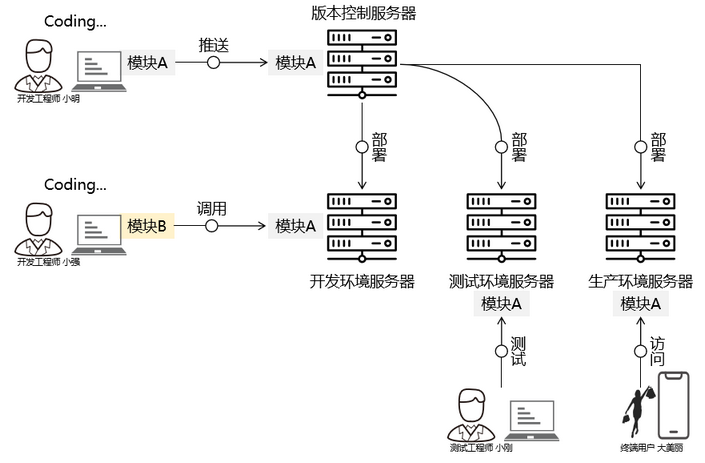 版本控制服务器
Coding...
推送
模块A
模块A
开发工程师 小明
部署
部署
部署
Coding...
调用
模块B
模块A
开发工程师 小强
开发环境服务器
测试环境服务器
生产环境服务器
模块A
模块A
测试
访问
测试工程师 小刚
终端用户 大美丽